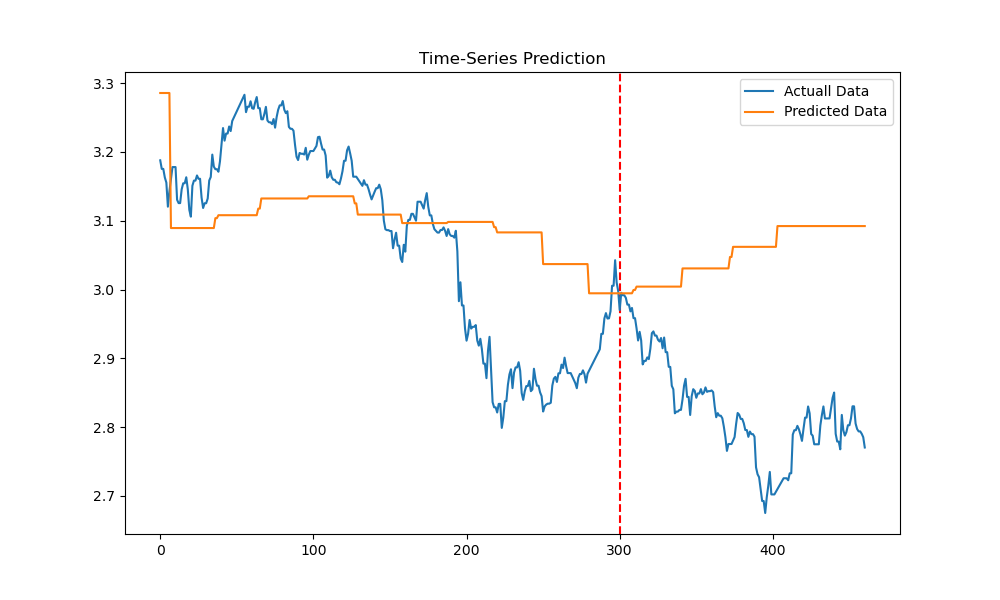 Time-Series Prediction
Actuall Data
Predicted Data
3.3
3.2
3.1
3.0
2.9
2.8
2.7
0 100 200 300 400